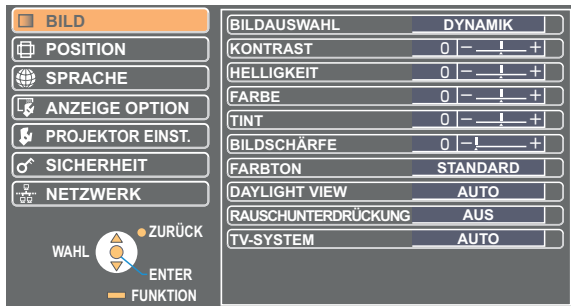 BILD
POSITION
SPRACHE
ANZEIGE OPTION
PROJEKTOR EINST.
SICHERHEIT
NETZWERK
ZURÜCK
WAHL
ENTER
FUNKTION
BILDAUSWAHL DYNAMIK
KONTRAST 0 – +
HELLIGKEIT 0 – +
FARBE 0 – +
TINT 0 – +
BILDSCHÄRFE 0 – +
FARBTON STANDARD
DAYLIGHT VIEW AUTO
RAUSCHUNTERDRÜCKUNG AUS
TV-SYSTEM AUTO